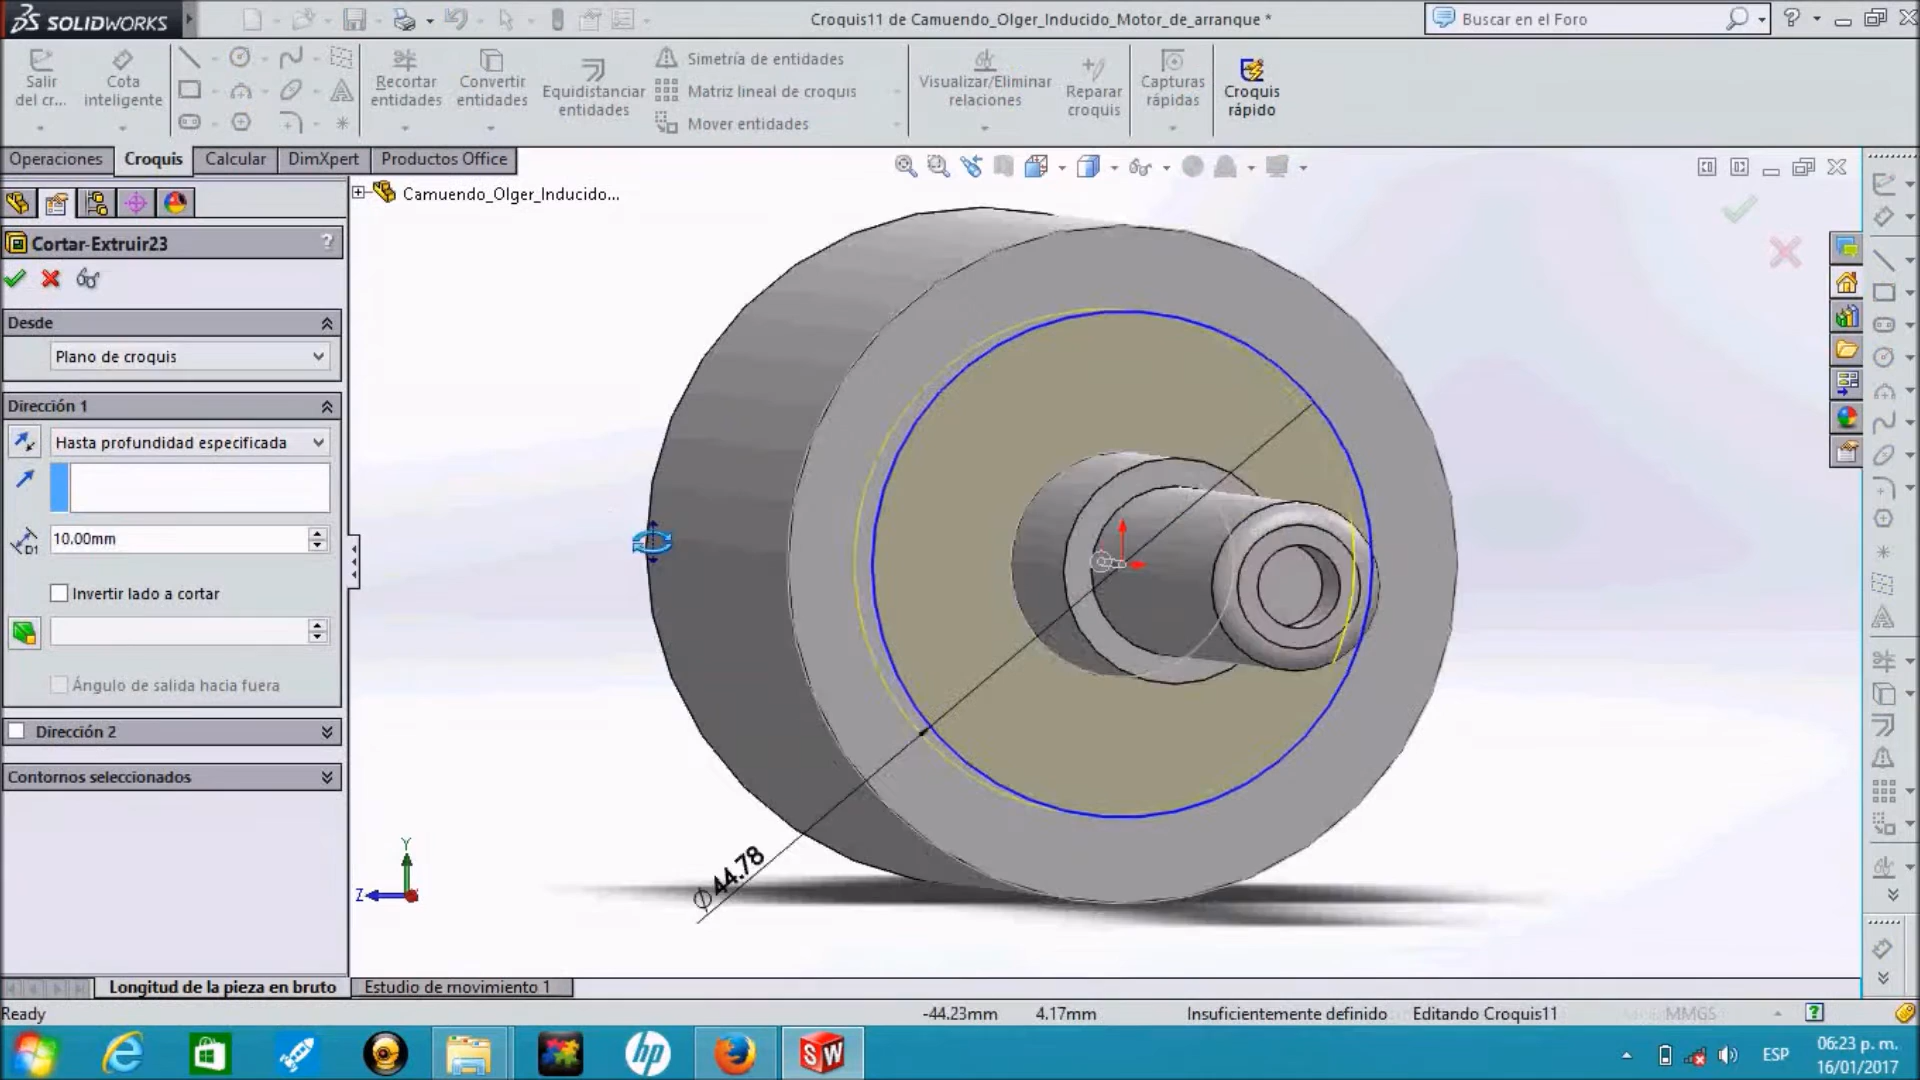 SOLIDWORKS
Croquis11 de Camuendo_Olger_Inducido_Motor_de_arranque *
Buscar en el Foro
Salir
del cr...
Cota
inteligente
Recortar
entidades
Convertir
entidades
Equidistanciar
entidades
Simetría de entidades
Matriz lineal de croquis
Mover entidades
Visualizar/Eliminar
relaciones
Reparar
croquis
Capturas
rápidas
Croquis
rápido
Operaciones
Croquis
Calcular
DimXpert
Productos Office
Camuendo_Olger_Inducido...
Cortar-Extruir23
?
Desde
Plano de croquis
Dirección 1
Hasta profundidad especificada
D1
10.00mm
Invertir lado a cortar
Ángulo de salida hacia fuera
Dirección 2
Contornos seleccionados
Φ44.78
Y
Z
Longitud de la pieza en bruto
Estudio de movimiento 1
Ready
-44.23mm
4.17mm
Insuficientemente definido
Editando Croquis11
MMGS
hp
SW
ESP
06:23 p. m.
16/01/2017